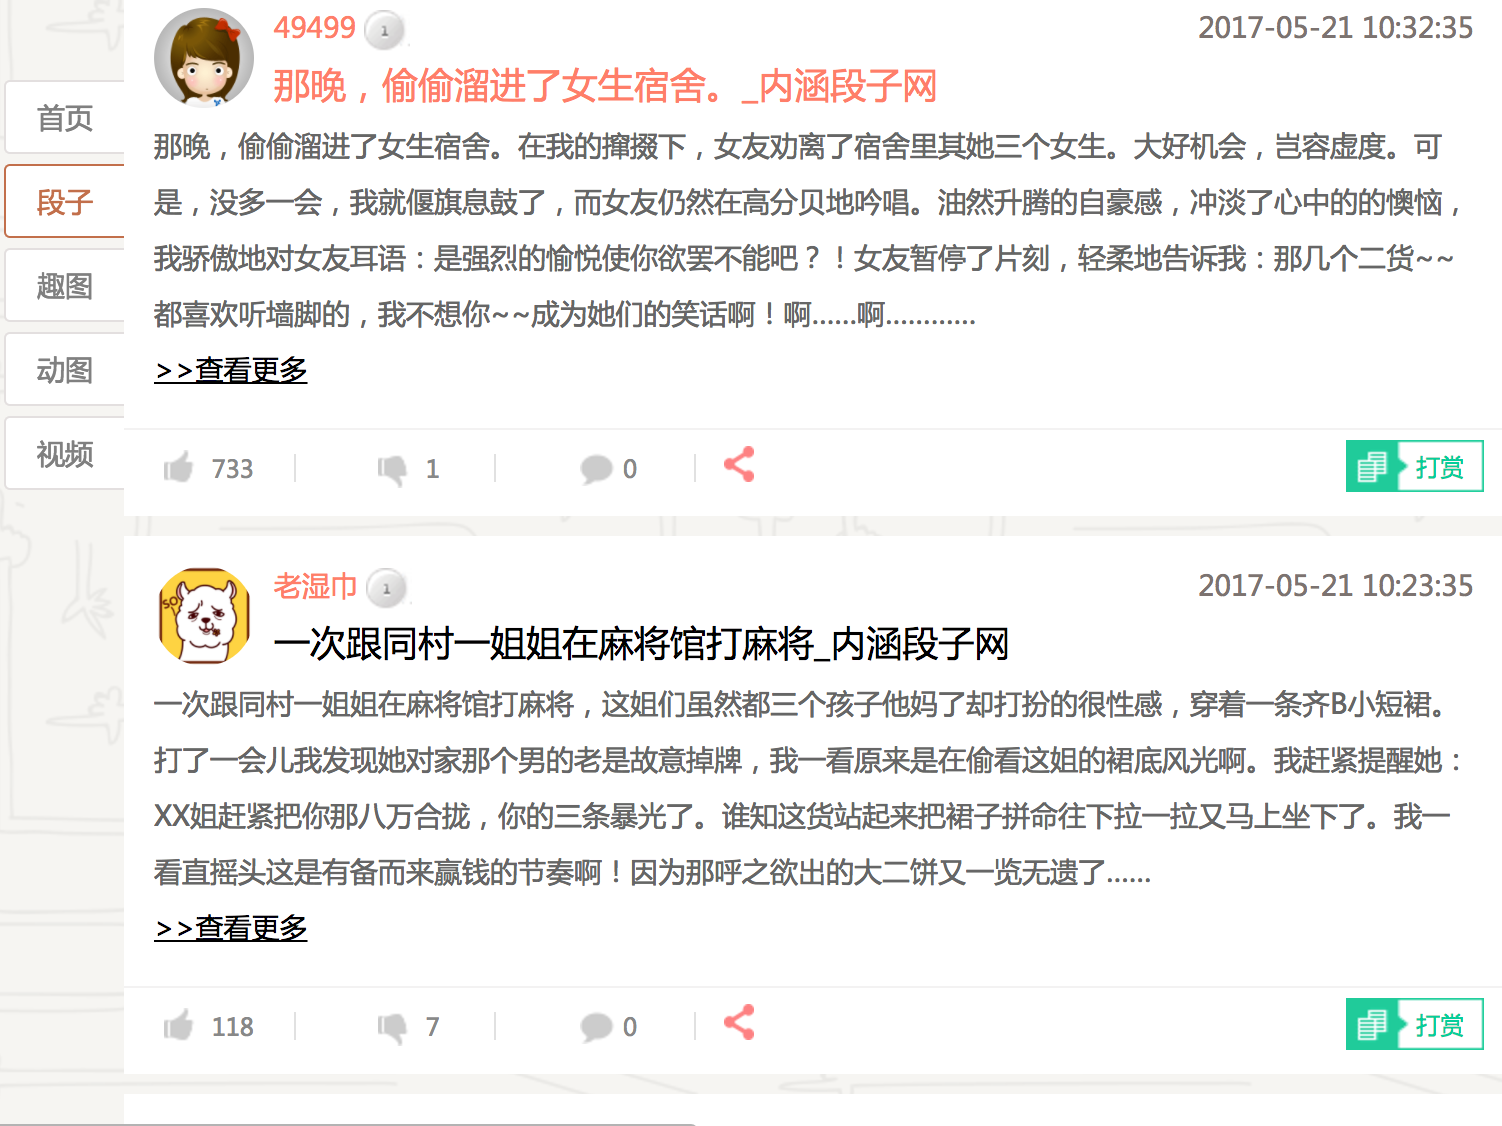 首页
段子
趣图
动图
视频
49499 1 2017-05-21 10:32:35
那晚，偷偷溜进了女生宿舍。_内涵段子网
那晚，偷偷溜进了女生宿舍。在我的撺掇下，女友劝离了宿舍里其她三个女生。大好机会，岂容虚度。可
是，没多一会，我就偃旗息鼓了，而女友仍然在高分贝地吟唱。油然升腾的自豪感，冲淡了心中的的懊恼，
我骄傲地对女友耳语：是强烈的愉悦使你欲罢不能吧？！女友暂停了片刻，轻柔地告诉我：那几个二货~~
都喜欢听墙脚的，我不想你~~成为她们的笑话啊！啊......啊............
>>查看更多
733 1 0 打赏
老湿巾 1 2017-05-21 10:23:35
一次跟同村一姐姐在麻将馆打麻将_内涵段子网
一次跟同村一姐姐在麻将馆打麻将，这姐们虽然都三个孩子他妈了却打扮的很性感，穿着一条齐B小短裙。
打了一会儿我发现她对家那个男的老是故意掉牌，我一看原来是在偷看这姐的裙底风光啊。我赶紧提醒她：
XX姐赶紧把你那八万合拢，你的三条暴光了。谁知这货站起来把裙子拼命往下拉一拉又马上坐下了。我一
看直摇头这是有备而来赢钱的节奏啊！因为那呼之欲出的大二饼又一览无遗了......
>>查看更多
118 7 0 打赏